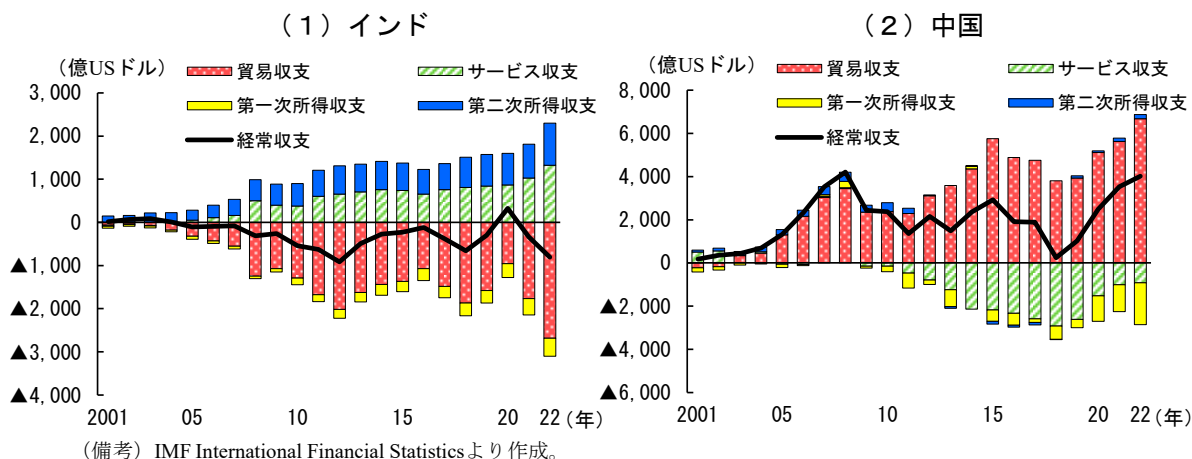 （１）インド
（億USドル）
貿易収支
サービス収支
第一次所得収支
第二次所得収支
経常収支
3,000
2,000
1,000
0
▲1,000
▲2,000
▲3,000
▲4,000
2001 05 10 15 20 22 (年)
（２）中国
（億USドル）
貿易収支
サービス収支
第一次所得収支
第二次所得収支
経常収支
8,000
6,000
4,000
2,000
0
▲2,000
▲4,000
▲6,000
2001 05 10 15 20 22 (年)
（備考）IMF International Financial Statisticsより作成。